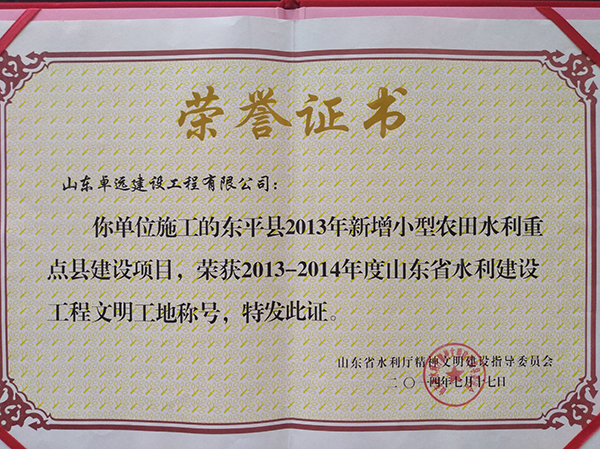 荣誉证书
山东卓远建设工程有限公司：
你单位施工的东平县2013年新增小型农田水利重
点县建设项目，荣获2013-2014年度山东省水利建设
工程文明工地称号，特发此证。
山东省水利厅精神文明建设指导委员会
二〇一四年七月十七日